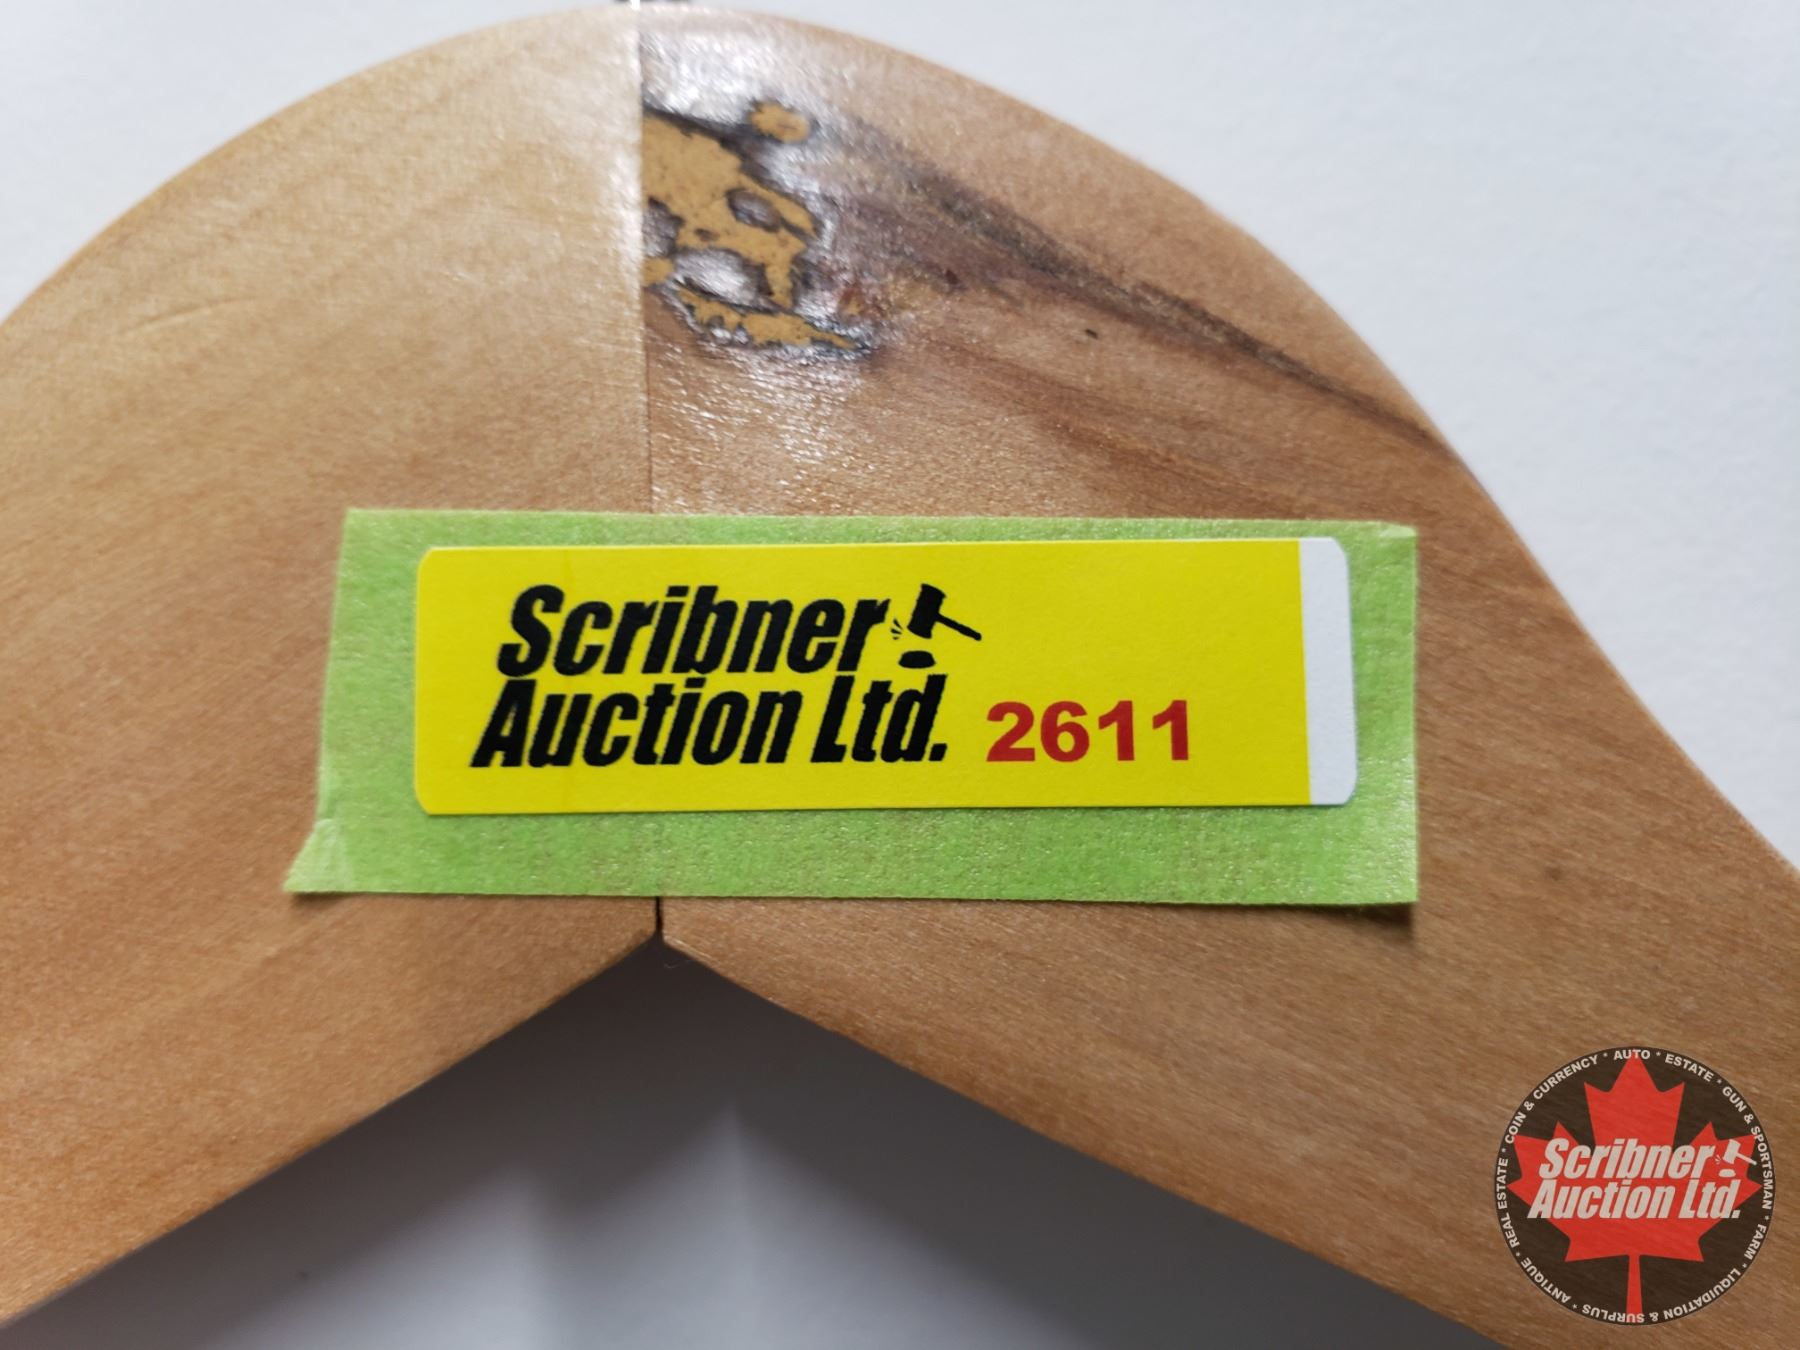 Scribner
Auction Ltd. 2611
Scribner
Auction Ltd.
REAL ESTATE * COIN & CURRENCY * AUTO * ESTATE * GUN & SPORTSMAN * FARM * LIQUIDATION & SURPLUS * ANTIQUE *